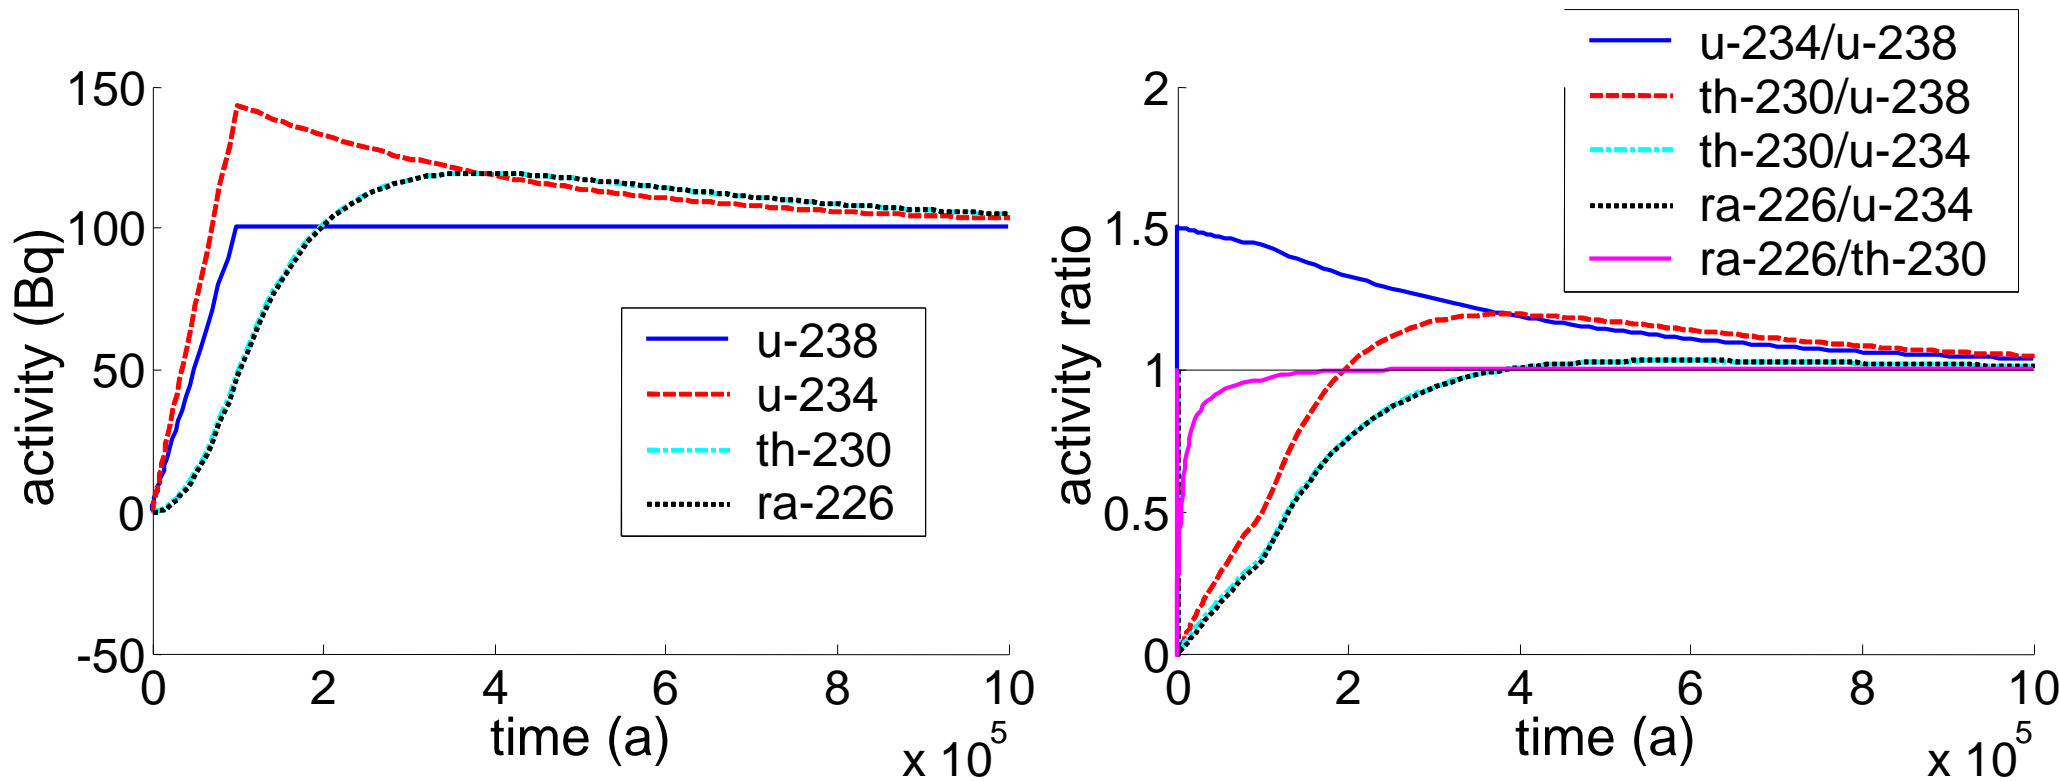 150
100
50
0
-50
0
2
4
6
8
10
x 10^5
time (a)
activity (Bq)
u-238
u-234
th-230
ra-226
2
1.5
1
0.5
0
0
2
4
6
8
10
x 10^5
time (a)
activity ratio
u-234/u-238
th-230/u-238
th-230/u-234
ra-226/u-234
ra-226/th-230